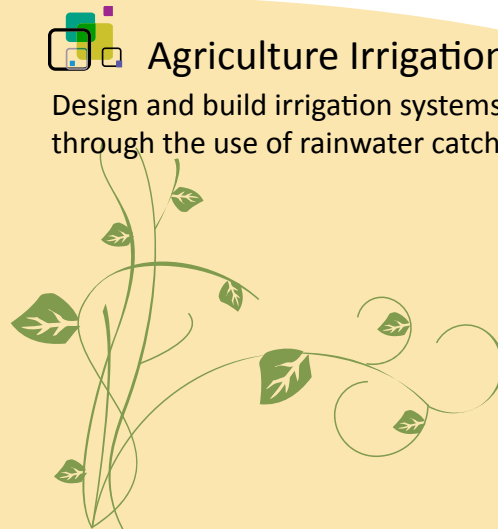 Agriculture Irrigation
Design and build irrigation systems
through the use of rainwater catch